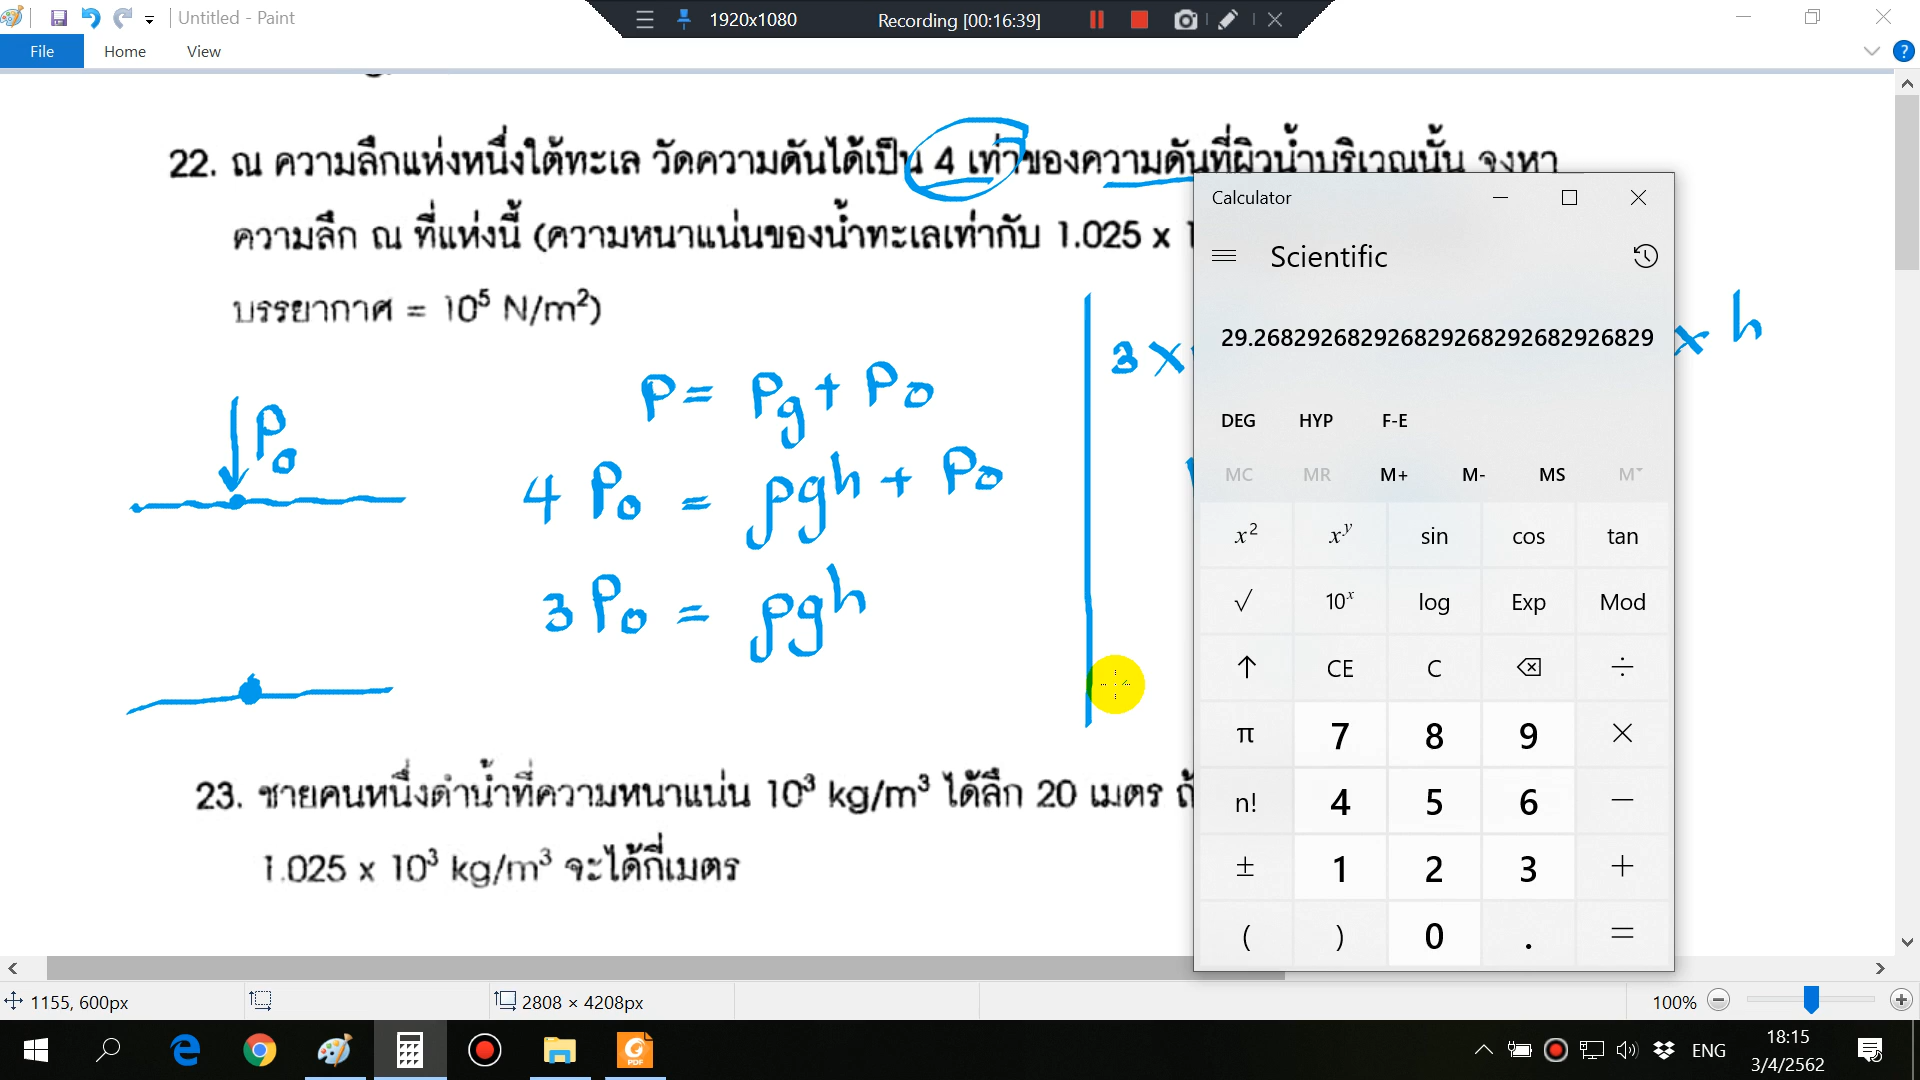 Untitled - Paint
1920x1080
Recording [00:16:39]
File Home View
22. ณ ความลึกแห่งหนึ่งใต้ทะเล วัดความดันได้เป็น 4 เท่าของความดันที่ผิวน้ำบริเวณนั้น จงหา
ความลึก ณ ที่แห่งนี้ (ความหนาแน่นของน้ำทะเลเท่ากับ 1.025 x 1
บรรยากาศ = 10⁵ N/m²)
P₀
P = Pg + P₀
4 P₀ = ρgh + P₀
3 P₀ = ρgh
3 x
x h
Calculator
Scientific
29.268292682926829268292682926829
DEG HYP F-E
MC MR M+ M- MS M˅
x² xʸ sin cos tan
√ 10ˣ log Exp Mod
↑ CE C ⌫ ÷
π 7 8 9 ×
n! 4 5 6 −
± 1 2 3 +
( ) 0 . =
23. ชายคนหนึ่งดำน้ำที่ความหนาแน่น 10³ kg/m³ ได้ลึก 20 เมตร ถ้
1.025 x 10³ kg/m³ จะได้กี่เมตร
1155, 600px
2808 × 4208px
100%
PDF
ENG
18:15
3/4/2562